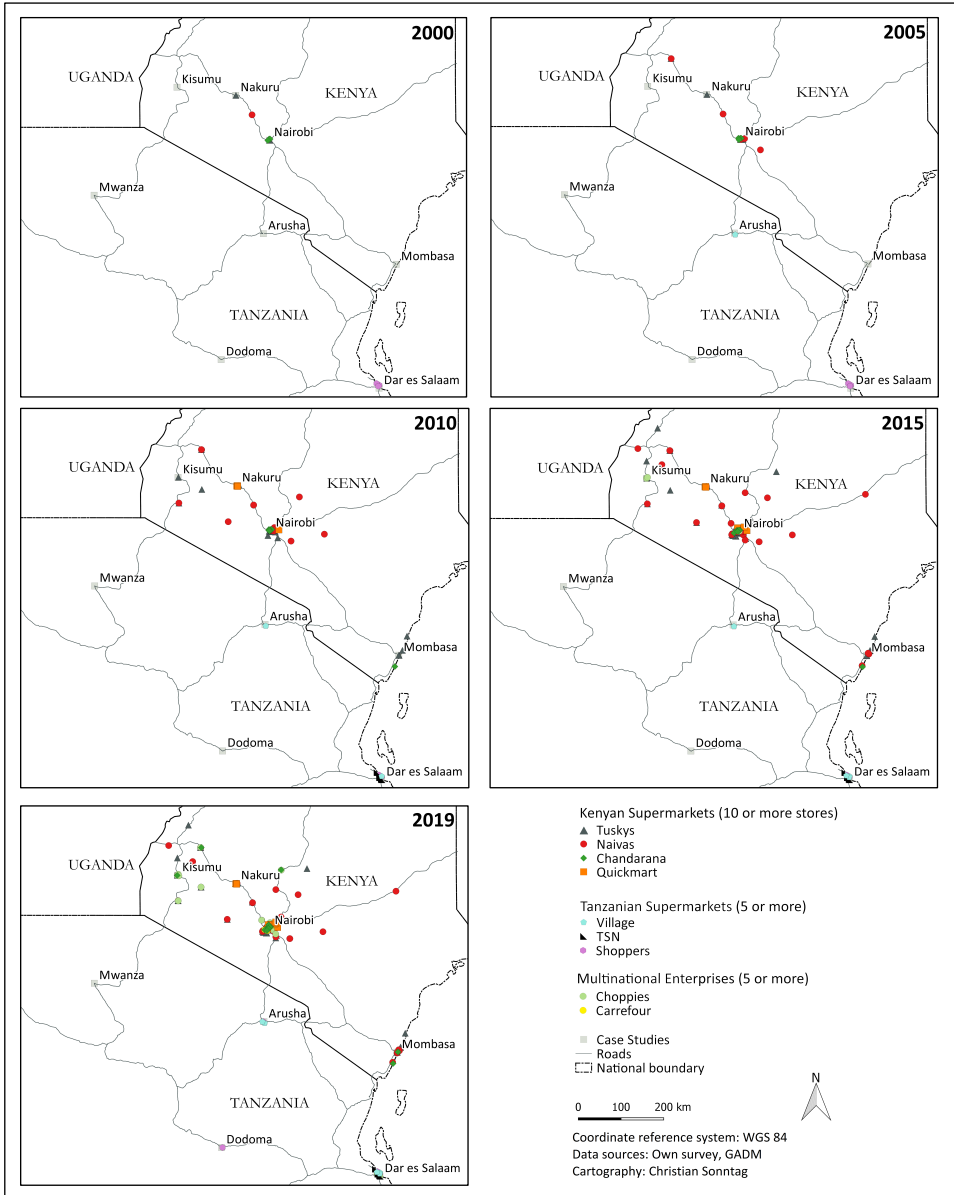 2000
UGANDA
Kisumu
Nakuru
KENYA
Nairobi
Mwanza
Arusha
Mombasa
TANZANIA
Dodoma
Dar es Salaam
2005
UGANDA
Kisumu
Nakuru
KENYA
Nairobi
Mwanza
Arusha
Mombasa
TANZANIA
Dodoma
Dar es Salaam
2010
UGANDA
Kisumu
Nakuru
KENYA
Nairobi
Mwanza
Arusha
Mombasa
TANZANIA
Dodoma
Dar es Salaam
2015
UGANDA
Kisumu
Nakuru
KENYA
Nairobi
Mwanza
Arusha
Mombasa
TANZANIA
Dodoma
Dar es Salaam
2019
UGANDA
Kisumu
Nakuru
KENYA
Nairobi
Mwanza
Arusha
Mombasa
TANZANIA
Dodoma
Dar es Salaam
Kenyan Supermarkets (10 or more stores)
Tuskys
Naivas
Chandarana
Quickmart
Tanzanian Supermarkets (5 or more)
Village
TSN
Shoppers
Multinational Enterprises (5 or more)
Choppies
Carrefour
Case Studies
Roads
National boundary
N
0 100 200 km
Coordinate reference system: WGS 84
Data sources: Own survey, GADM
Cartography: Christian Sonntag